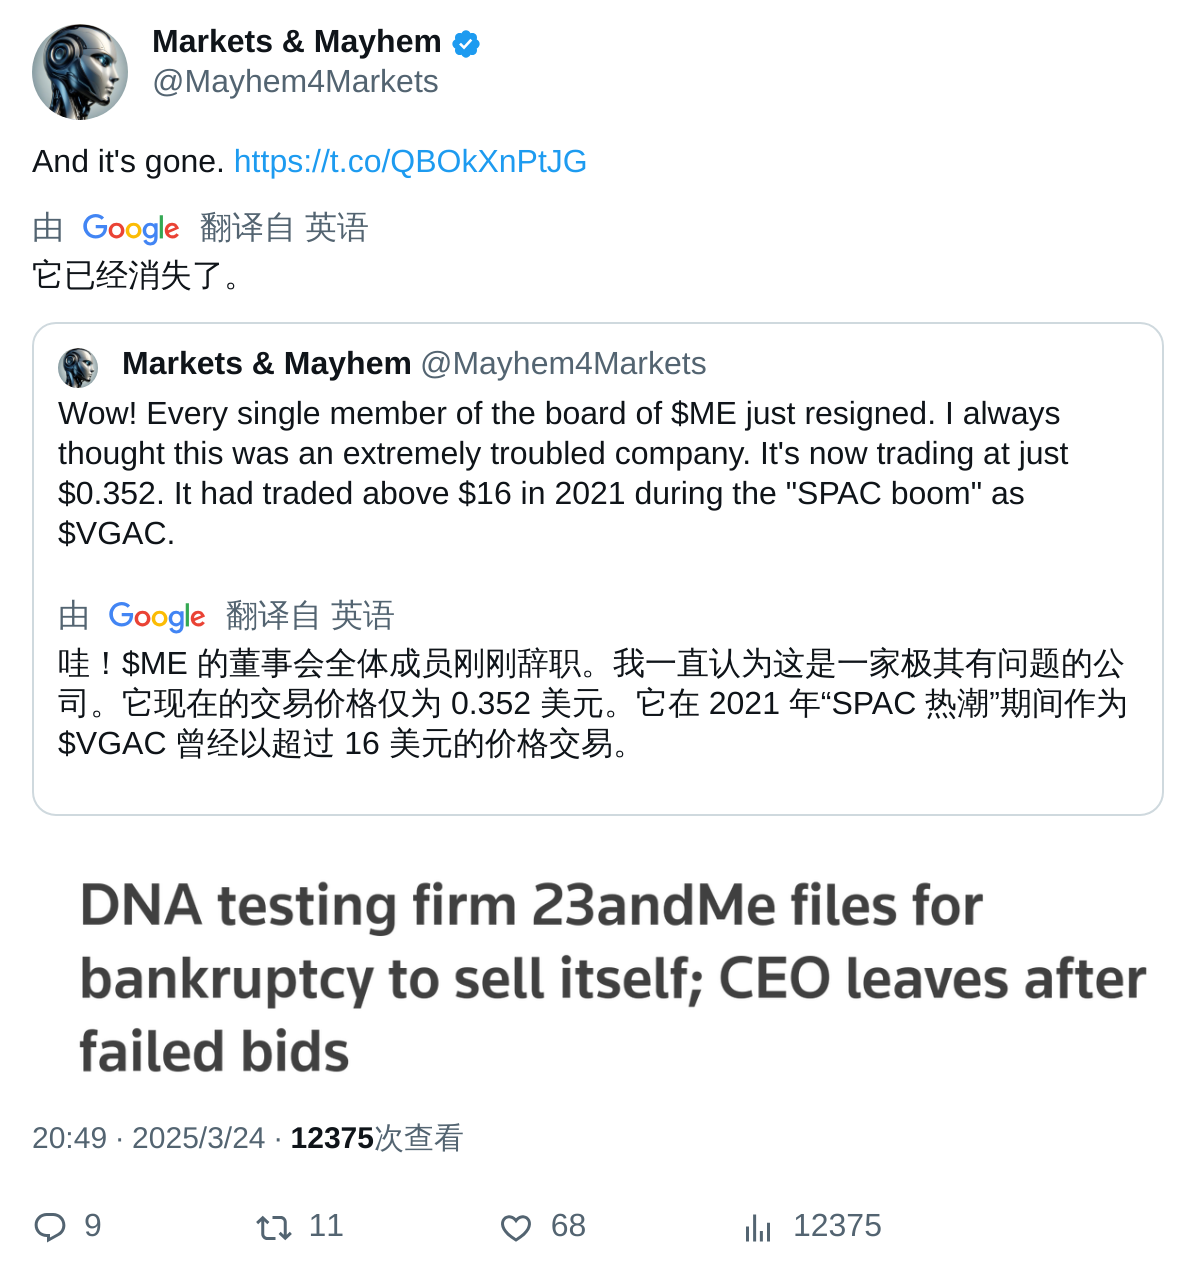 Markets & Mayhem
@Mayhem4Markets
And it's gone. https://t.co/QBOkXnPtJG
由 Google 翻译自 英语
它已经消失了。
Markets & Mayhem @Mayhem4Markets
Wow! Every single member of the board of $ME just resigned. I always
thought this was an extremely troubled company. It's now trading at just
$0.352. It had traded above $16 in 2021 during the "SPAC boom" as
$VGAC.
由 Google 翻译自 英语
哇！$ME 的董事会全体成员刚刚辞职。我一直认为这是一家极其有问题的公
司。它现在的交易价格仅为 0.352 美元。它在 2021 年“SPAC 热潮”期间作为
$VGAC 曾经以超过 16 美元的价格交易。
DNA testing firm 23andMe files for
bankruptcy to sell itself; CEO leaves after
failed bids
20:49 · 2025/3/24 · 12375次查看
9 11 68 12375